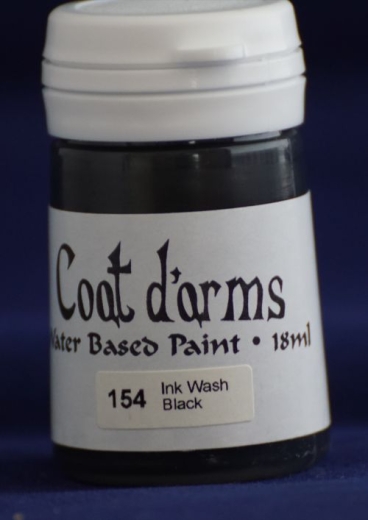 Coat d'arms
Water Based Paint • 18ml
154 Ink Wash
Black